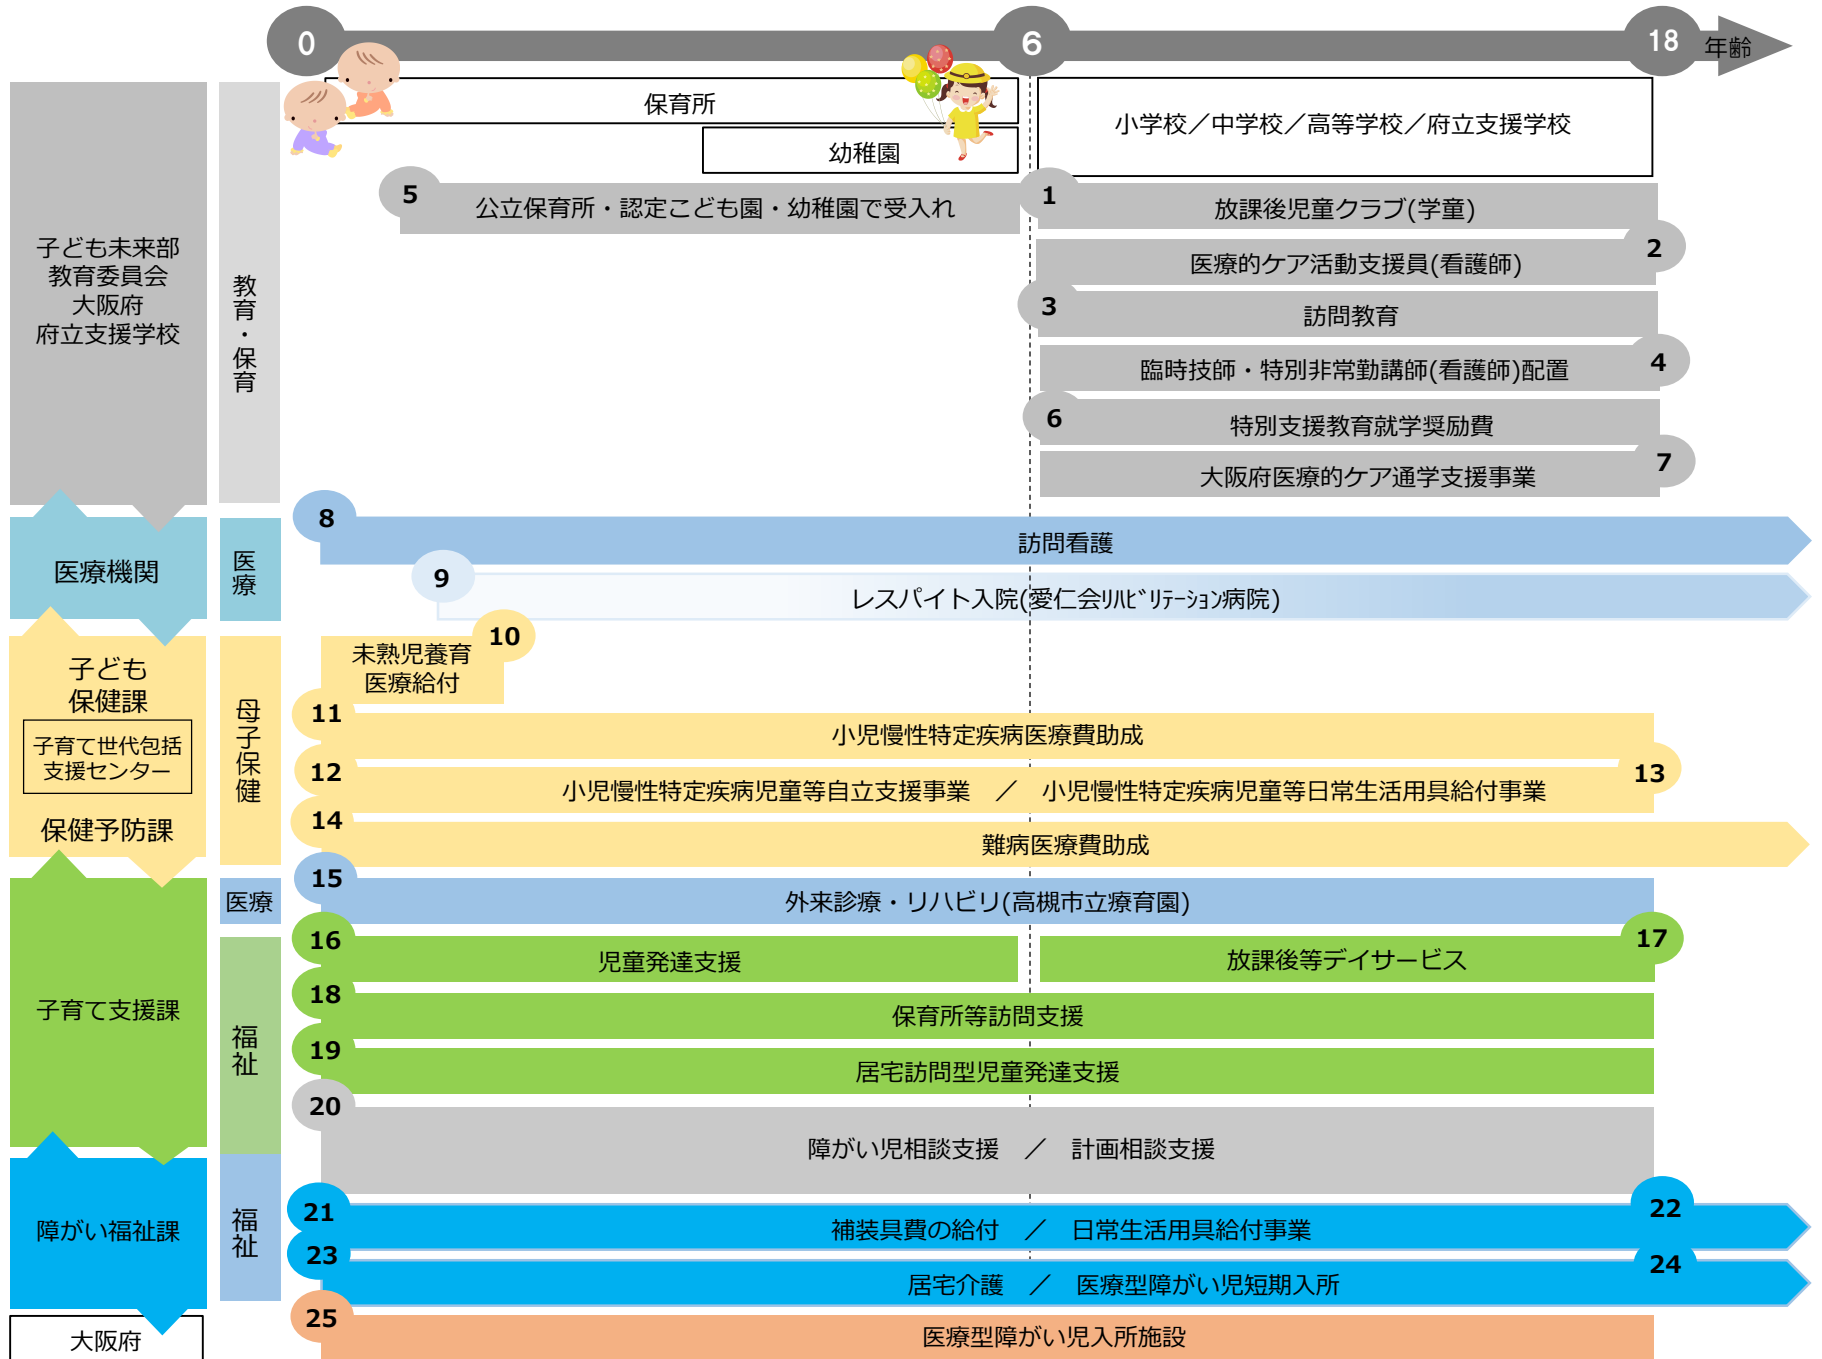 0
6
18
年齢
保育所
幼稚園
小学校／中学校／高等学校／府立支援学校
子ども未来部
教育委員会
大阪府
府立支援学校
教育・保育
5
公立保育所・認定こども園・幼稚園で受入れ
1
放課後児童クラブ(学童)
2
医療的ケア活動支援員(看護師)
3
訪問教育
4
臨時技師・特別非常勤講師(看護師)配置
6
特別支援教育就学奨励費
7
大阪府医療的ケア通学支援事業
医療機関
医療
8
訪問看護
9
レスパイト入院(愛仁会ﾘﾊﾋﾞﾘﾃｰｼｮﾝ病院)
子ども
保健課
子育て世代包括
支援センター
保健予防課
母子保健
10
未熟児養育
医療給付
11
小児慢性特定疾病医療費助成
12
13
小児慢性特定疾病児童等自立支援事業　／　小児慢性特定疾病児童等日常生活用具給付事業
14
難病医療費助成
子育て支援課
医療
15
外来診療・リハビリ(高槻市立療育園)
福祉
16
児童発達支援
17
放課後等デイサービス
18
保育所等訪問支援
19
居宅訪問型児童発達支援
20
障がい児相談支援　／　計画相談支援
障がい福祉課
福祉
21
22
補装具費の給付　／　日常生活用具給付事業
23
24
居宅介護　／　医療型障がい児短期入所
大阪府
25
医療型障がい児入所施設